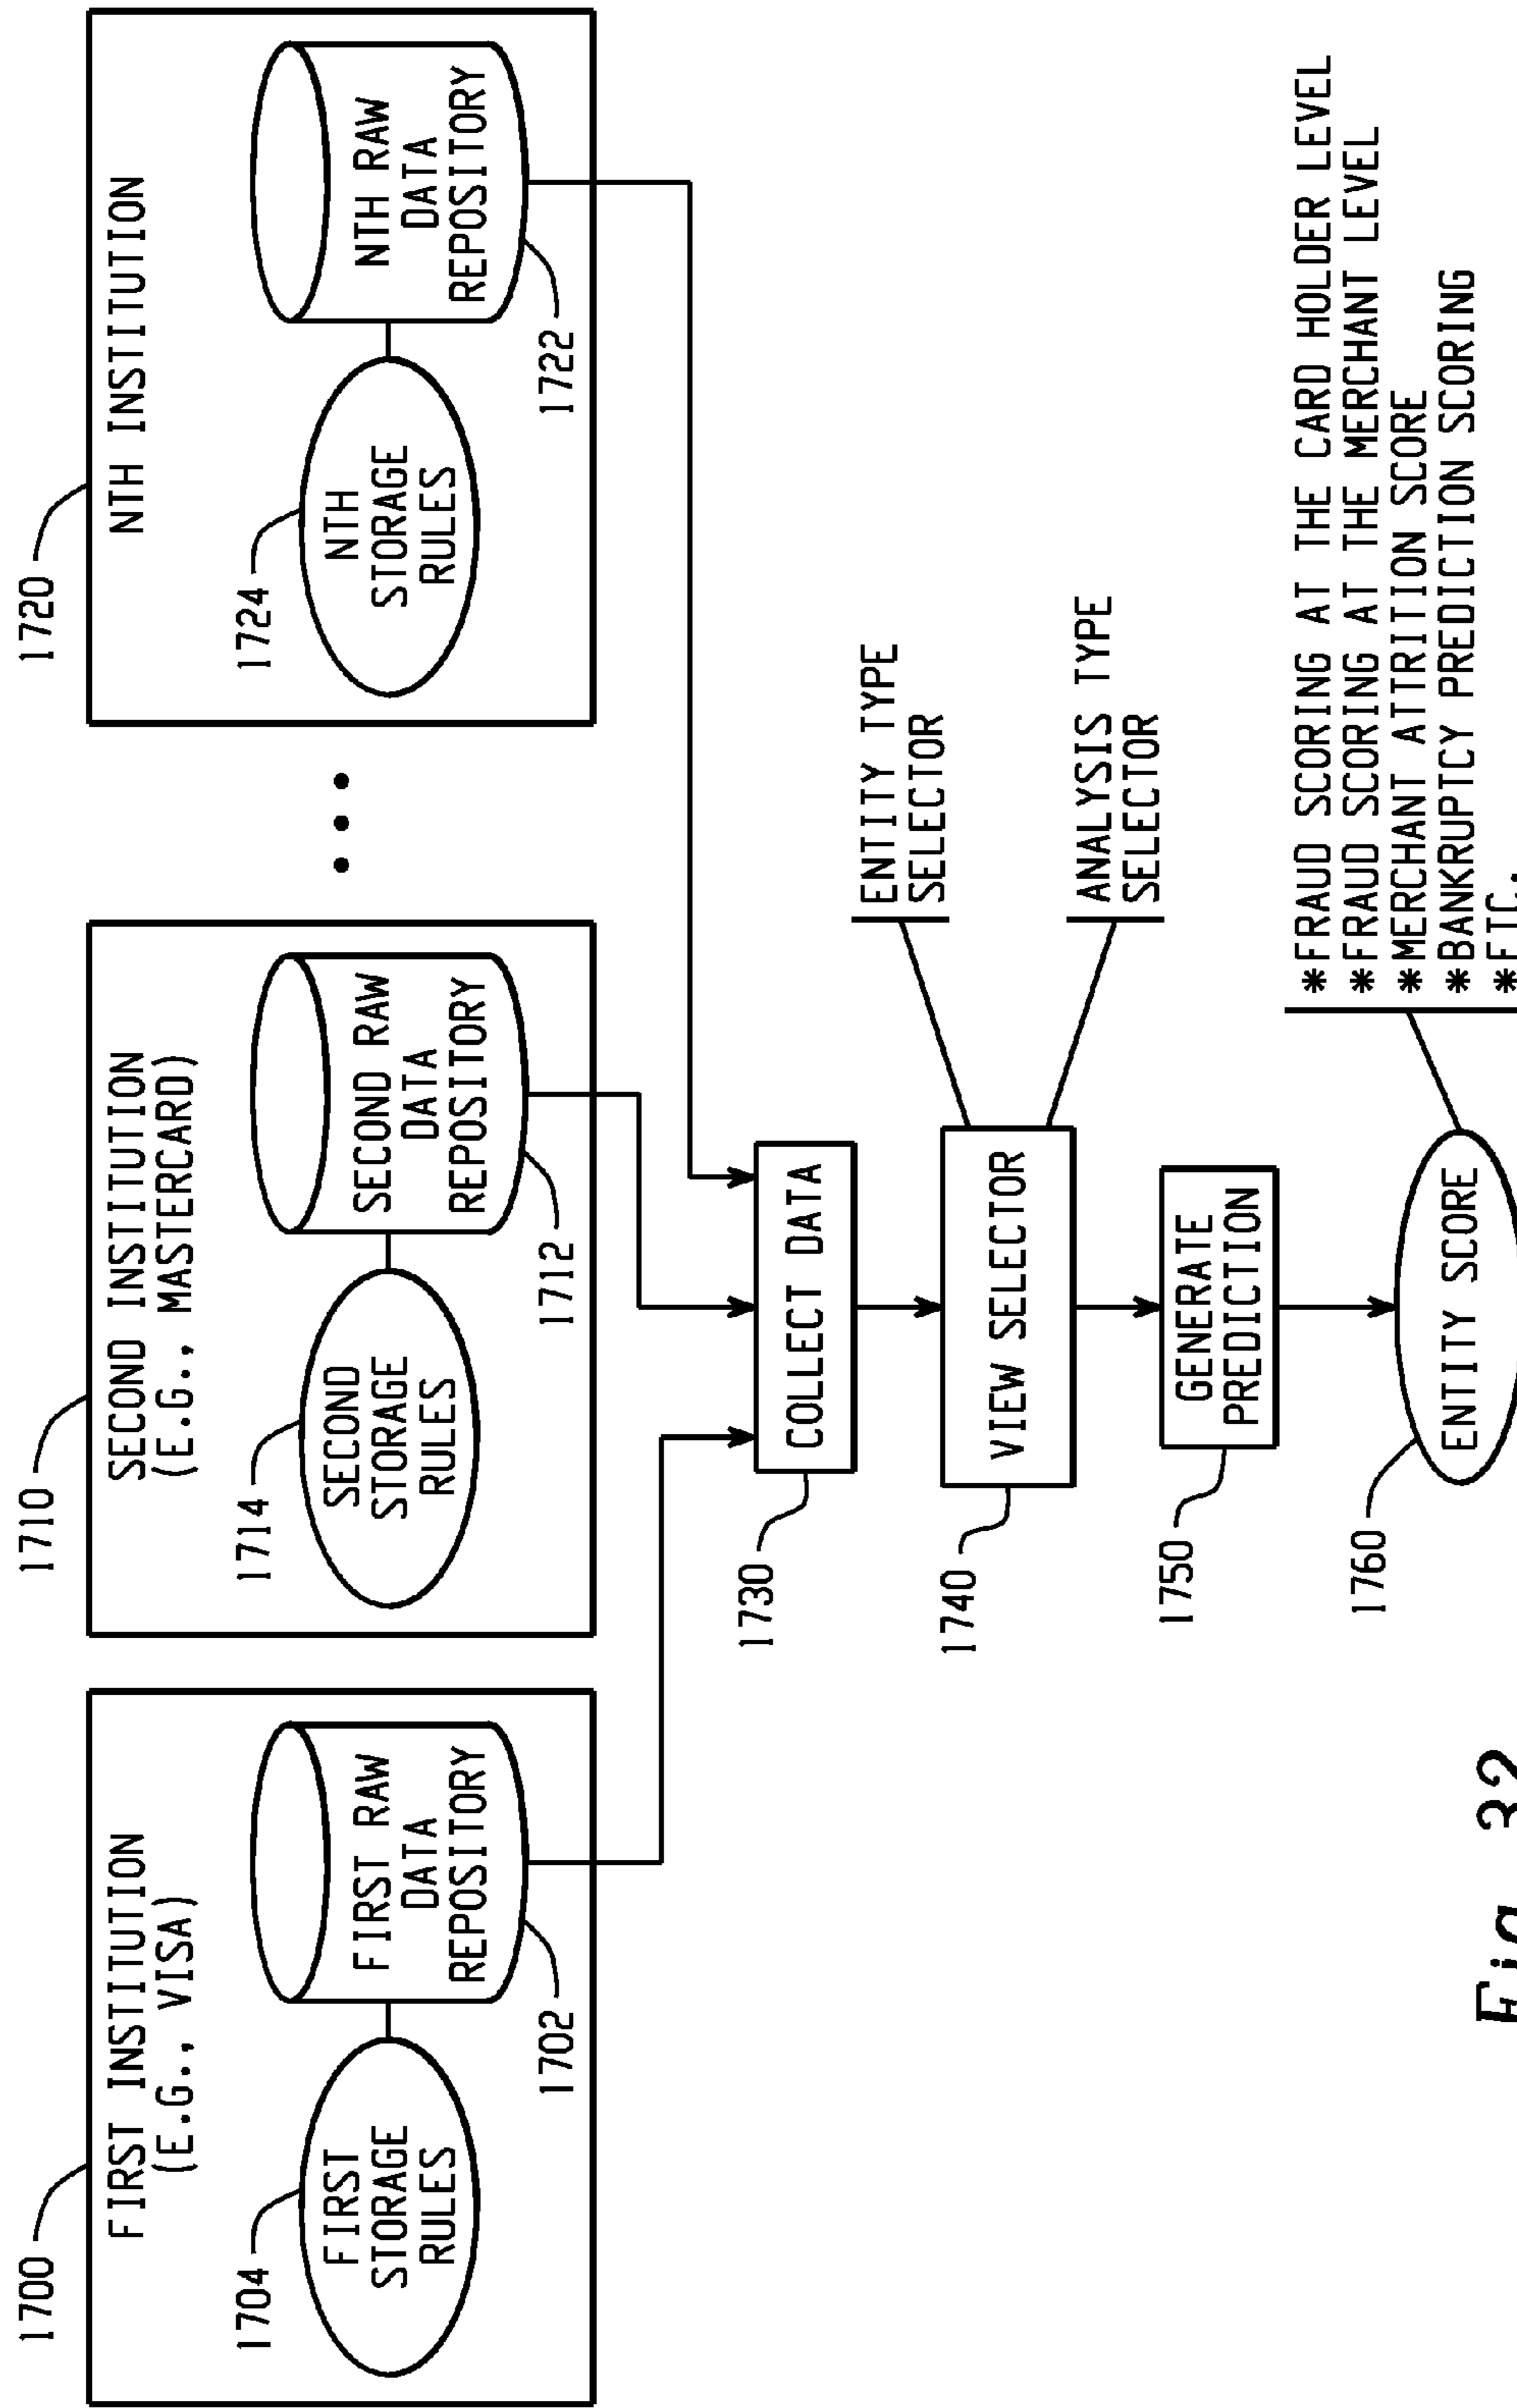 1700
FIRST INSTITUTION
(E.G., VISA)
1704
FIRST
STORAGE
RULES
FIRST RAW
DATA
REPOSITORY
1702
1710
SECOND INSTITUTION
(E.G., MASTERCARD)
1714
SECOND
STORAGE
RULES
SECOND RAW
DATA
REPOSITORY
1712
1720
NTH INSTITUTION
1724
NTH
STORAGE
RULES
NTH RAW
DATA
REPOSITORY
1722
1730
COLLECT DATA
1740
VIEW SELECTOR
ENTITY TYPE
SELECTOR
ANALYSIS TYPE
SELECTOR
1750
GENERATE
PREDICTION
1760
ENTITY SCORE
*FRAUD SCORING AT THE CARD HOLDER LEVEL
*FRAUD SCORING AT THE MERCHANT LEVEL
*MERCHANT ATTRITION SCORE
*BANKRUPTCY PREDICTION SCORING
*ETC.
Fig. 32